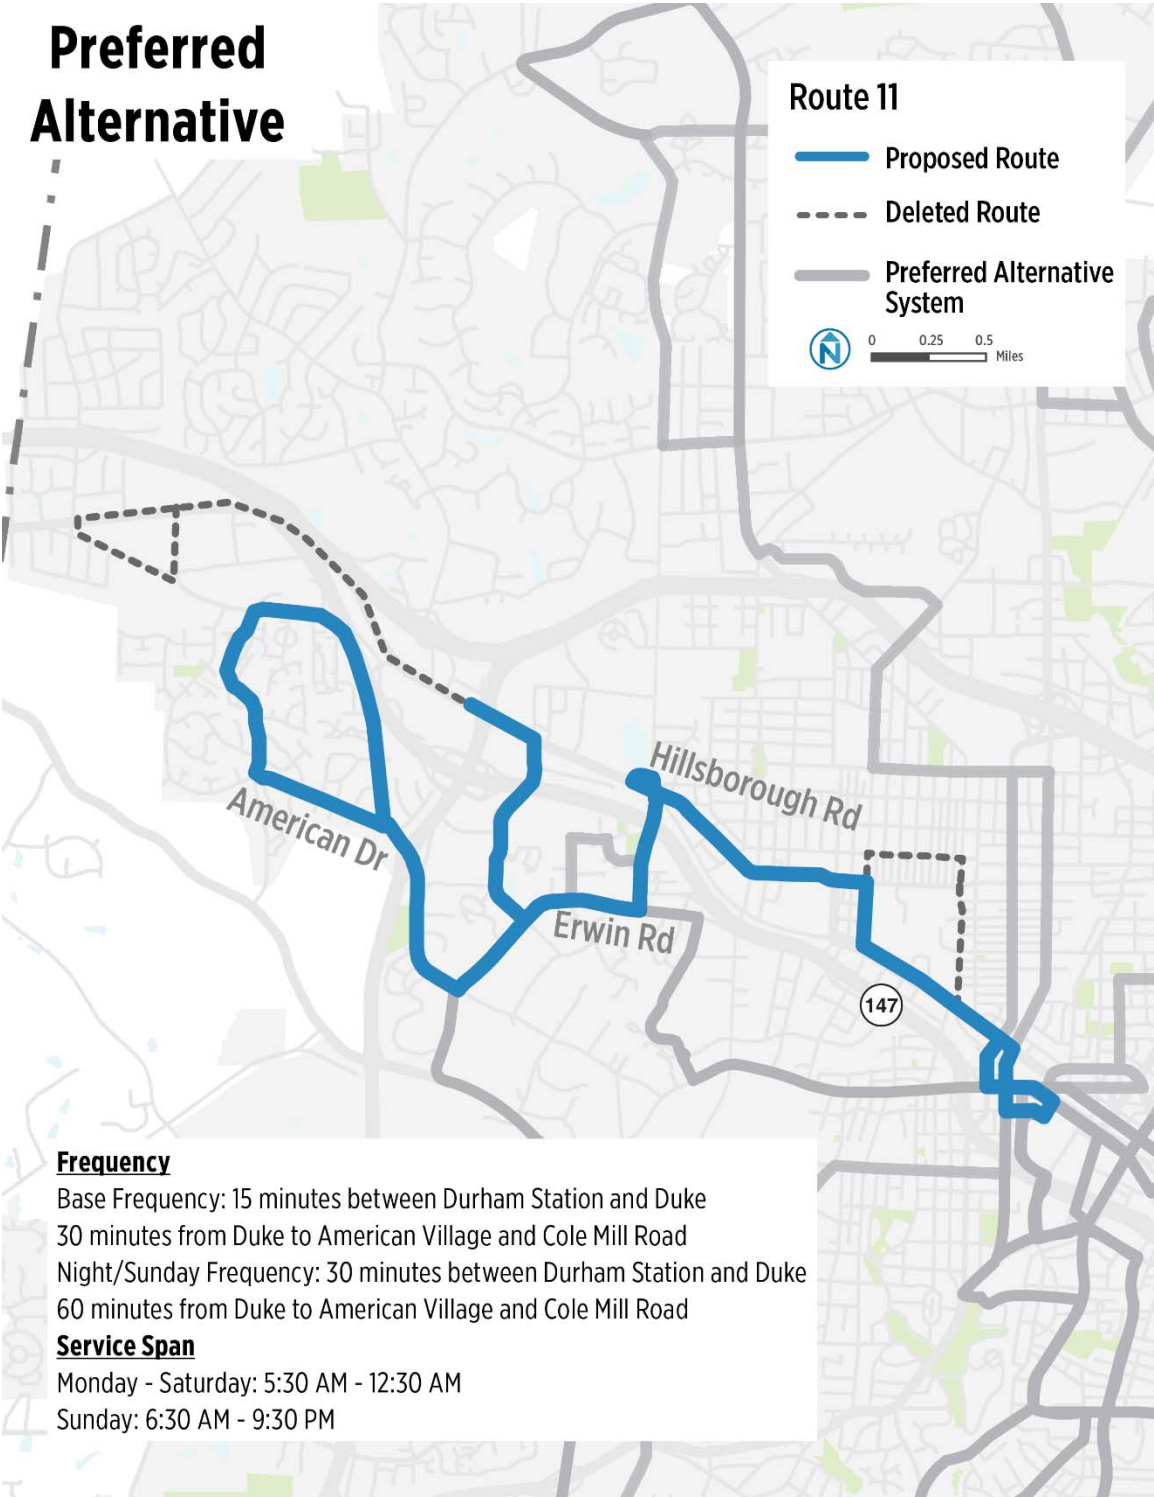 Preferred
Alternative
Route 11
Proposed Route
Deleted Route
Preferred Alternative
System
N
0 0.25 0.5
Miles
Hillsborough Rd
American Dr
Erwin Rd
147
Frequency
Base Frequency: 15 minutes between Durham Station and Duke
30 minutes from Duke to American Village and Cole Mill Road
Night/Sunday Frequency: 30 minutes between Durham Station and Duke
60 minutes from Duke to American Village and Cole Mill Road
Service Span
Monday - Saturday: 5:30 AM - 12:30 AM
Sunday: 6:30 AM - 9:30 PM